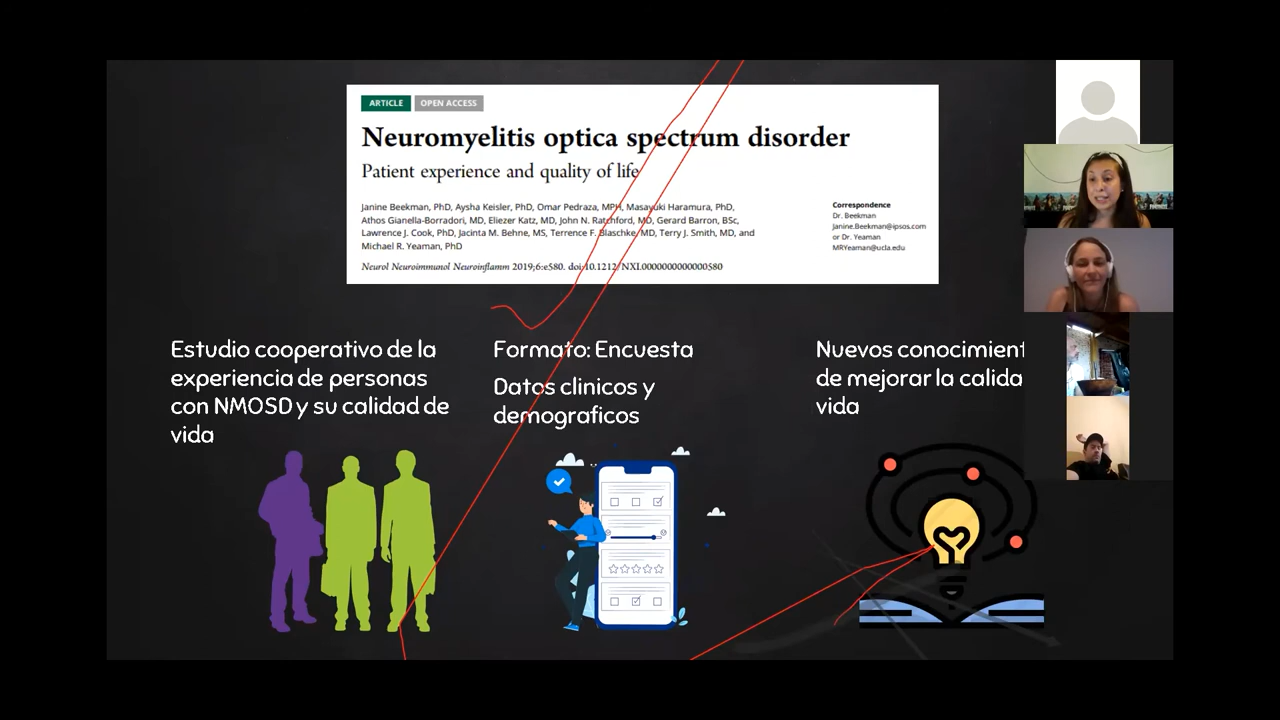 ARTICLE OPEN ACCESS
Neuromyelitis optica spectrum disorder
Patient experience and quality of life
Janine Beekman, PhD, Aysha Keisler, PhD, Omar Pedraza, MPH, Masayuki Haramura, PhD,
Athos Gianella-Borradori, MD, Eliezer Katz, MD, John N. Ratchford, MD, Gerard Barron, BSc,
Lawrence J. Cook, PhD, Jacinta M. Behne, MS, Terrence F. Blaschke, MD, Terry J. Smith, MD, and
Michael R. Yeaman, PhD
Neurol Neuroimmunol Neuroinflamm 2019;6:e580. doi:10.1212/NXI.0000000000000580
Correspondence
Dr. Beekman
Janine.Beekman@ipsos.com
or Dr. Yeaman
MRYeaman@ucla.edu
Estudio cooperativo de la
experiencia de personas
con NMOSD y su calidad de
vida
Formato: Encuesta
Datos clinicos y
demograficos
Nuevos conocimient
de mejorar la calida
vida